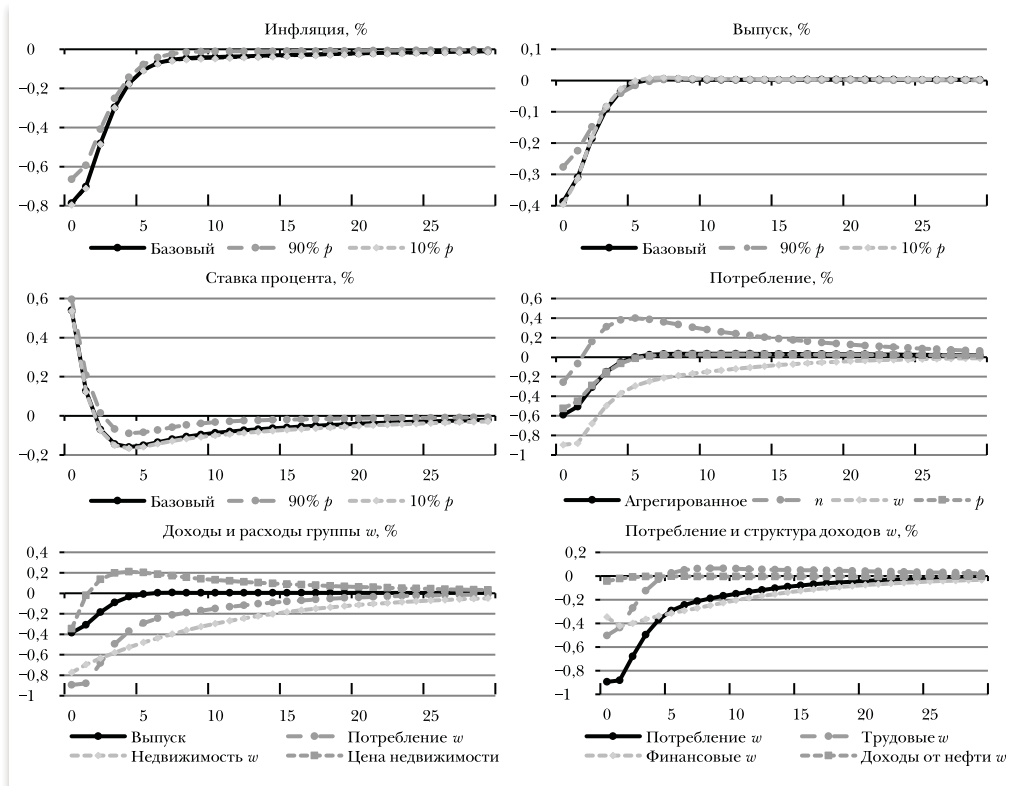 Инфляция, %
0
−0,2
−0,4
−0,6
−0,8
0 5 10 15 20 25
Базовый 90% p 10% p
Выпуск, %
0,1
0
−0,1
−0,2
−0,3
−0,4
0 5 10 15 20 25
Базовый 90% p 10% p
Ставка процента, %
0,6
0,4
0,2
0
−0,2
0 5 10 15 20 25
Базовый 90% p 10% p
Потребление, %
0,6
0,4
0,2
0
−0,2
−0,4
−0,6
−0,8
−1
0 5 10 15 20 25
Агрегированное n w p
Доходы и расходы группы w, %
0,4
0,2
0
−0,2
−0,4
−0,6
−0,8
−1
0 5 10 15 20 25
Выпуск Потребление w
Недвижимость w Цена недвижимости
Потребление и структура доходов w, %
0,2
0
−0,2
−0,4
−0,6
−0,8
−1
0 5 10 15 20 25
Потребление w Трудовые w
Финансовые w Доходы от нефти w